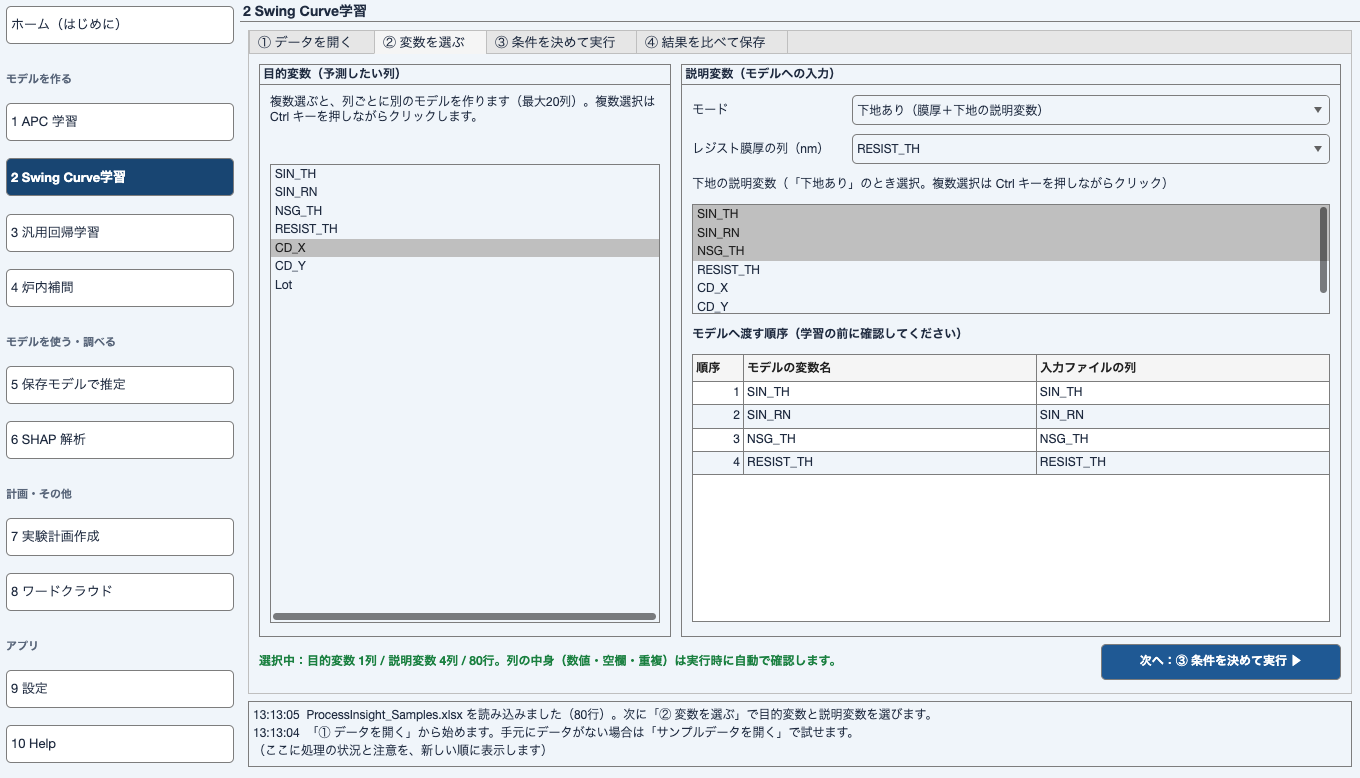 ホーム（はじめに）
モデルを作る
1 APC 学習
2 Swing Curve学習
3 汎用回帰学習
4 炉内補間
モデルを使う・調べる
5 保存モデルで推定
6 SHAP 解析
計画・その他
7 実験計画作成
8 ワードクラウド
アプリ
9 設定
10 Help
2 Swing Curve学習
① データを開く
② 変数を選ぶ
③ 条件を決めて実行
④ 結果を比べて保存
目的変数（予測したい列）
複数選ぶと、列ごとに別のモデルを作ります（最大20列）。複数選択は
Ctrl キーを押しながらクリックします。
SIN_TH
SIN_RN
NSG_TH
RESIST_TH
CD_X
CD_Y
Lot
説明変数（モデルへの入力）
モード
下地あり（膜厚＋下地の説明変数）
レジスト膜厚の列（nm）
RESIST_TH
下地の説明変数（「下地あり」のとき選択。複数選択は Ctrl キーを押しながらクリック）
SIN_TH
SIN_RN
NSG_TH
RESIST_TH
CD_X
CD_Y
モデルへ渡す順序（学習の前に確認してください）
順序 モデルの変数名 入力ファイルの列
1 SIN_TH SIN_TH
2 SIN_RN SIN_RN
3 NSG_TH NSG_TH
4 RESIST_TH RESIST_TH
選択中：目的変数 1列 / 説明変数 4列 / 80行。列の中身（数値・空欄・重複）は実行時に自動で確認します。
次へ：③ 条件を決めて実行 ▶
13:13:05 ProcessInsight_Samples.xlsx を読み込みました（80行）。次に「② 変数を選ぶ」で目的変数と説明変数を選びます。
13:13:04 「① データを開く」から始めます。手元にデータがない場合は「サンプルデータを開く」で試せます。
（ここに処理の状況と注意を、新しい順に表示します）